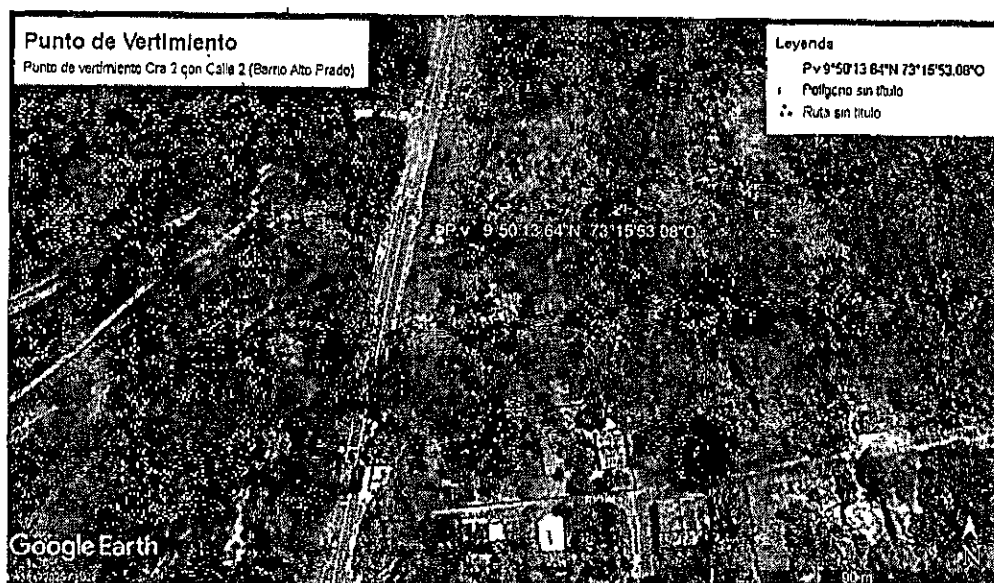 Punto de Vertimiento
Punto de vertimiento Cra 2 con Calle 2 (Barrio Alto Prado)
Leyenda
Pv 9°50'13 64"N 73°15'53.08"O
Polígono sin título
Ruta sin título
Pv 9°50'13 64"N 73°15'53 08"O
Google Earth
N